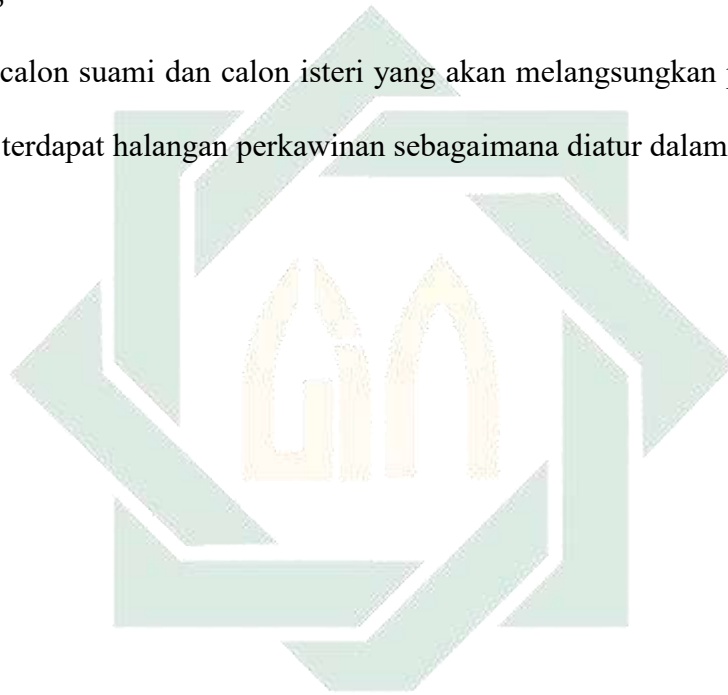 calon suami dan calon isteri yang akan melangsungkan
terdapat halangan perkawinan sebagaimana diatur dalam